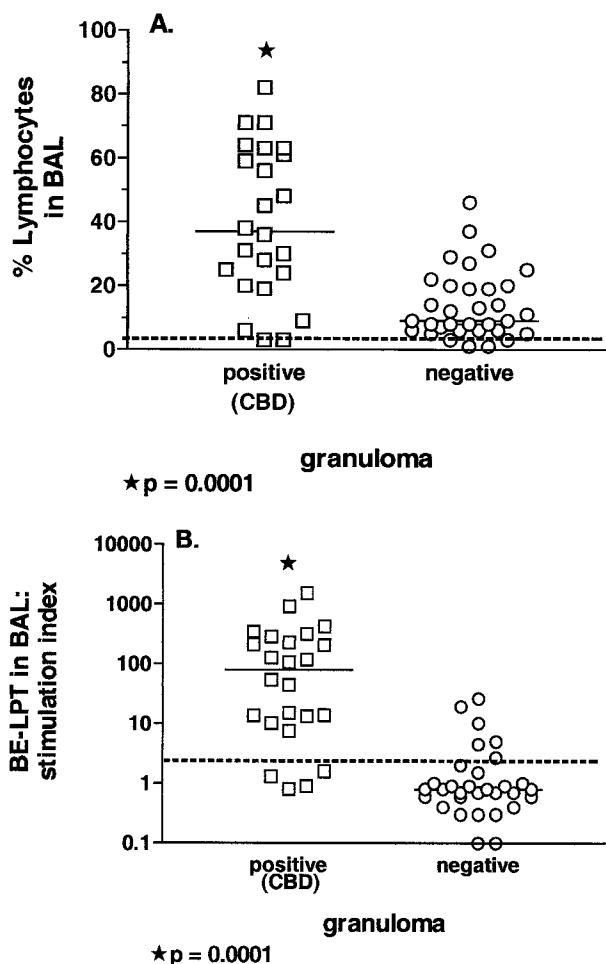 A.
% Lymphocytes
in BAL
100
80
60
40
20
0
positive
(CBD)
negative
granuloma
★p = 0.0001
B.
BE-LPT in BAL:
stimulation index
10000
1000
100
10
1
0.1
positive
(CBD)
negative
granuloma
★p = 0.0001